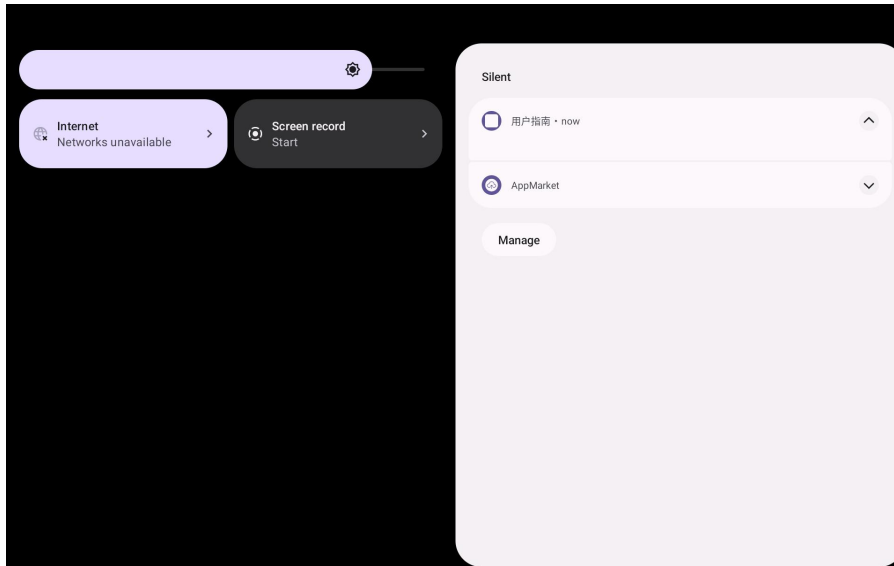 Internet
Networks unavailable
Screen record
Start
Silent
用户指南 • now
AppMarket
Manage